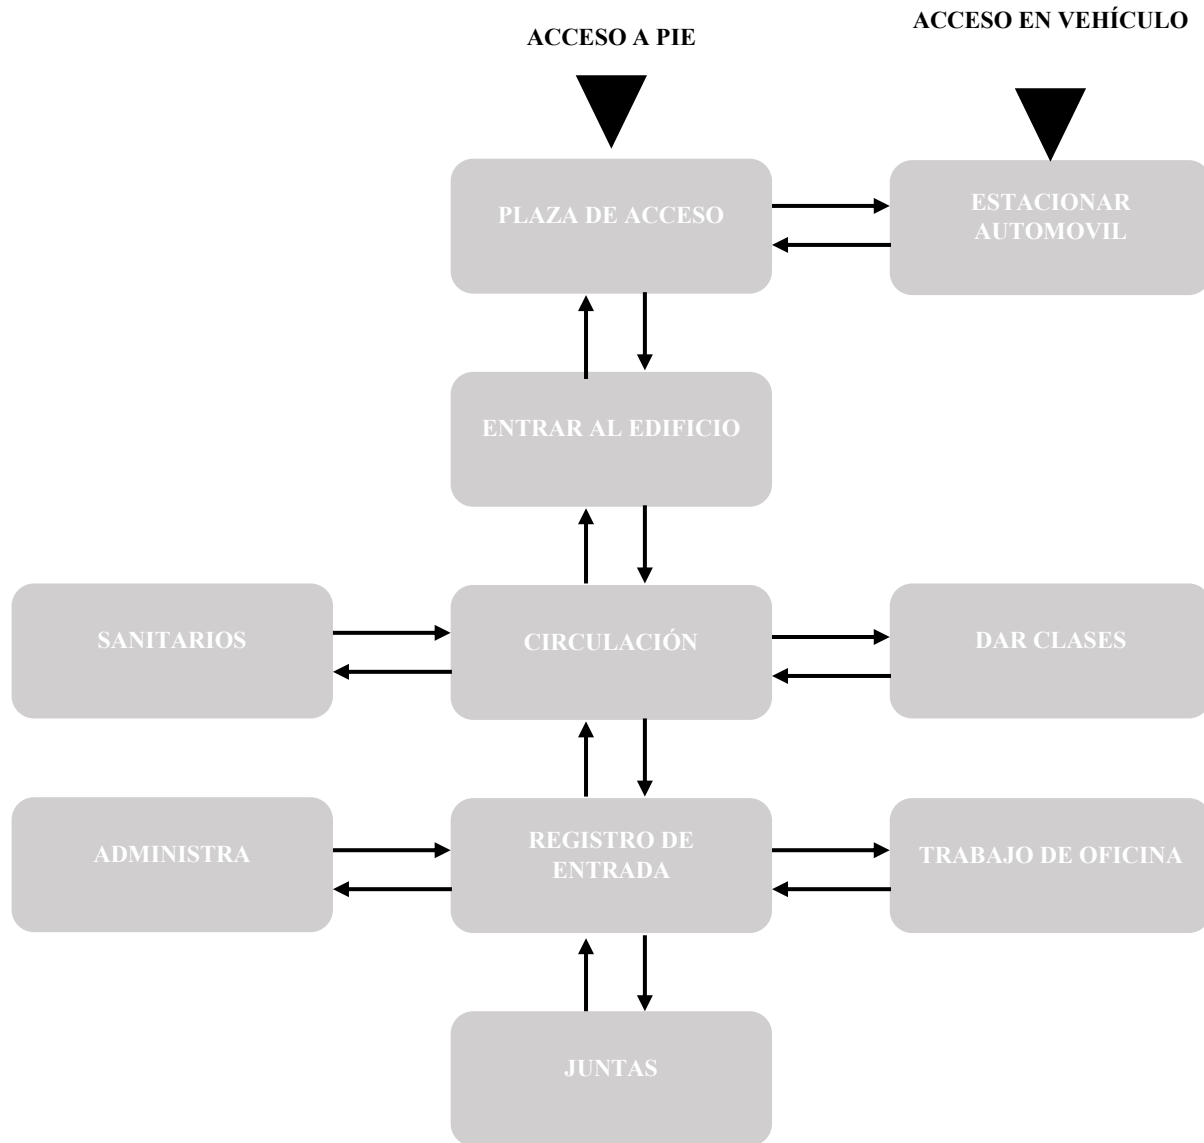 ACCESO A PIE
ACCESO EN VEHÍCULO
PLAZA DE ACCESO
ESTACIONAR
AUTOMOVIL
ENTRAR AL EDIFICIO
SANITARIOS
CIRCULACIÓN
DAR CLASES
ADMINISTRA
REGISTRO DE
ENTRADA
TRABAJO DE OFICINA
JUNTAS